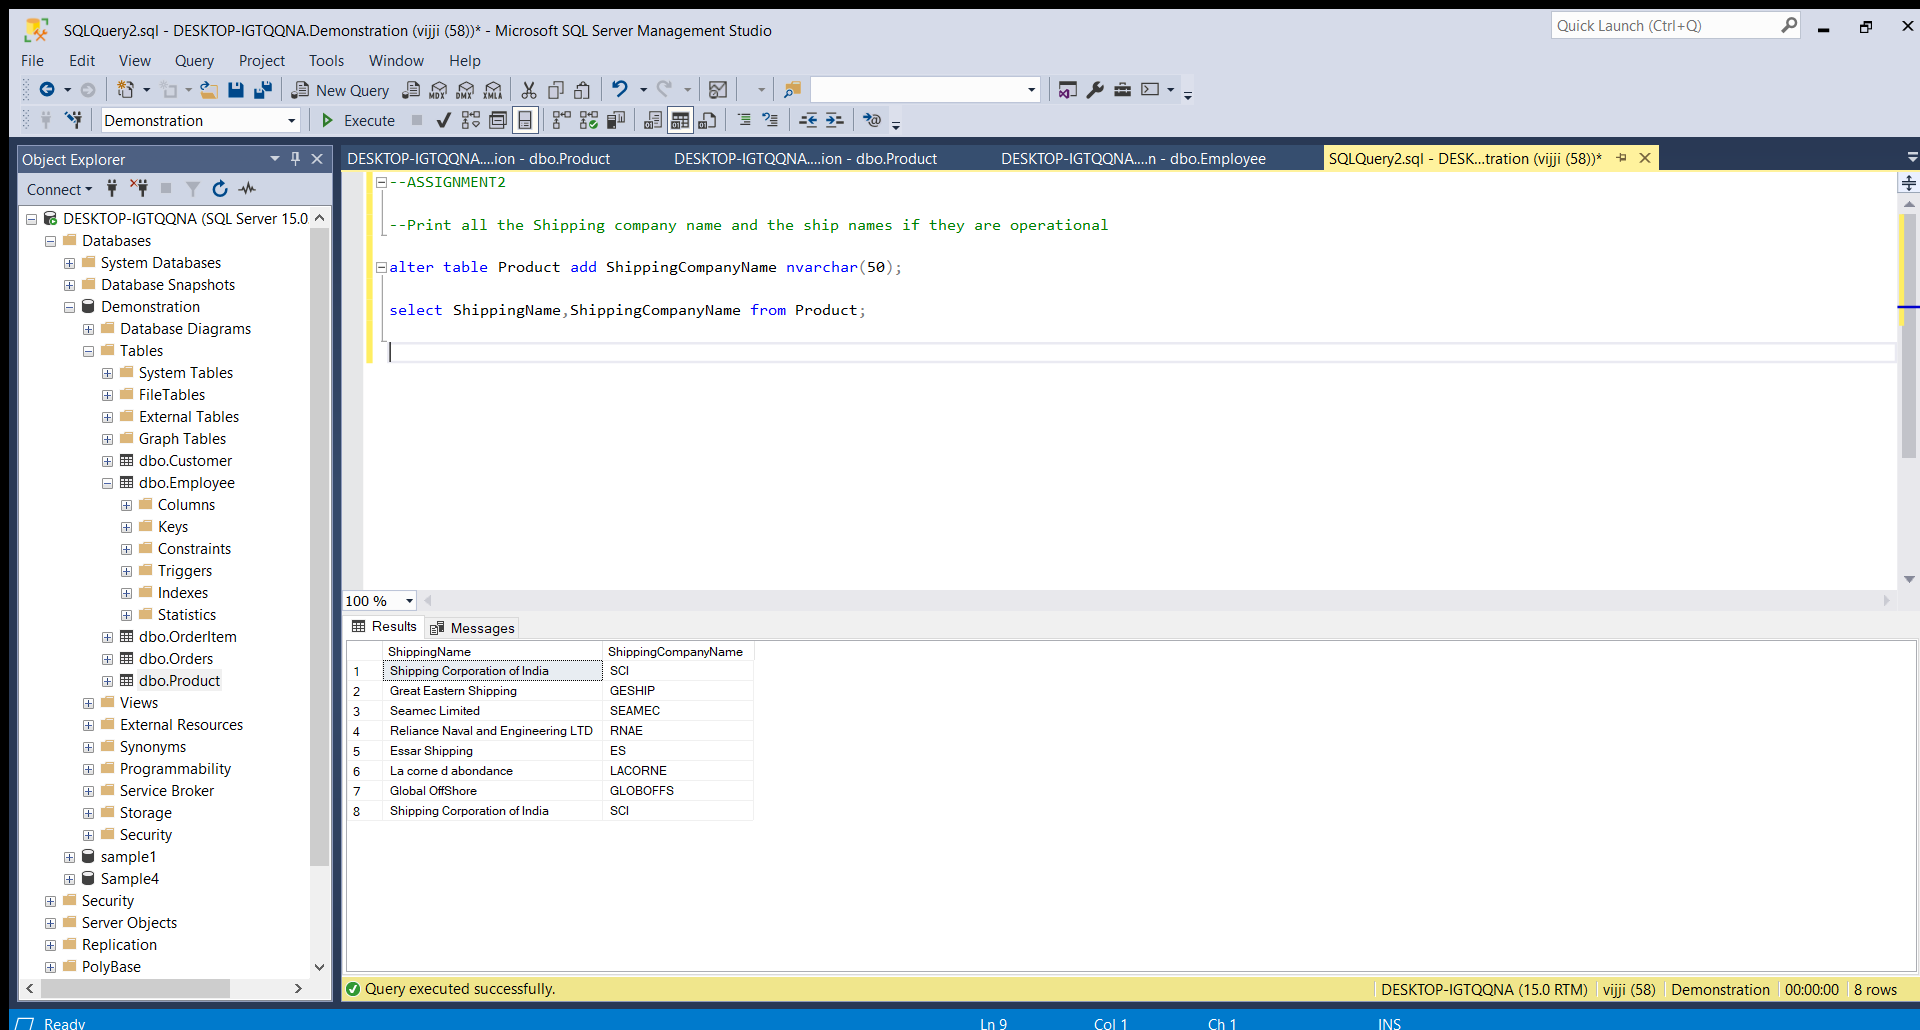 SQLQuery2.sql - DESKTOP-IGTQQNA.Demonstration (vijji (58))* - Microsoft SQL Server Management Studio
Quick Launch (Ctrl+Q)
File Edit View Query Project Tools Window Help
New Query
MDX DMX XMLA
Demonstration
Execute
Object Explorer
Connect
DESKTOP-IGTQQNA (SQL Server 15.0
Databases
System Databases
Database Snapshots
Demonstration
Database Diagrams
Tables
System Tables
FileTables
External Tables
Graph Tables
dbo.Customer
dbo.Employee
Columns
Keys
Constraints
Triggers
Indexes
Statistics
dbo.OrderItem
dbo.Orders
dbo.Product
Views
External Resources
Synonyms
Programmability
Service Broker
Storage
Security
sample1
Sample4
Security
Server Objects
Replication
PolyBase
DESKTOP-IGTQQNA....ion - dbo.Product
DESKTOP-IGTQQNA....ion - dbo.Product
DESKTOP-IGTQQNA....n - dbo.Employee
SQLQuery2.sql - DESK...tration (vijji (58))*
--ASSIGNMENT2
--Print all the Shipping company name and the ship names if they are operational
alter table Product add ShippingCompanyName nvarchar(50);
select ShippingName,ShippingCompanyName from Product;
100 %
Results Messages
ShippingName ShippingCompanyName
1 Shipping Corporation of India SCI
2 Great Eastern Shipping GESHIP
3 Seamec Limited SEAMEC
4 Reliance Naval and Engineering LTD RNAE
5 Essar Shipping ES
6 La corne d abondance LACORNE
7 Global OffShore GLOBOFFS
8 Shipping Corporation of India SCI
Query executed successfully.
DESKTOP-IGTQQNA (15.0 RTM) vijji (58) Demonstration 00:00:00 8 rows
Ready
Ln 9 Col 1 Ch 1 INS